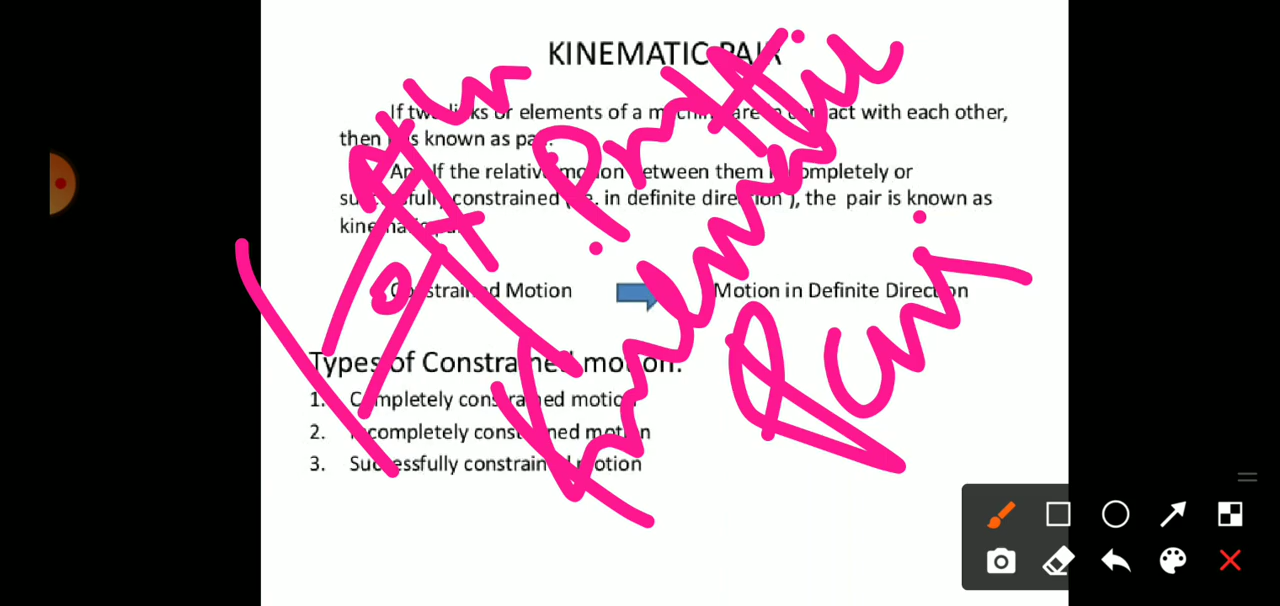 KINEMATIC PAIR
If two links or elements of a machine are in contact with each other,
then it is known as pair.
And If the relative motion between them is completely or
successfully constrained (i.e. in definite direction ), the pair is known as
kinematic pair.
Constrained Motion Motion in Definite Direction
Types of Constrained motion:
1. Completely constrained motion
2. Incompletely constrained motion
3. Successfully constrained motion
Kinematic
Pair